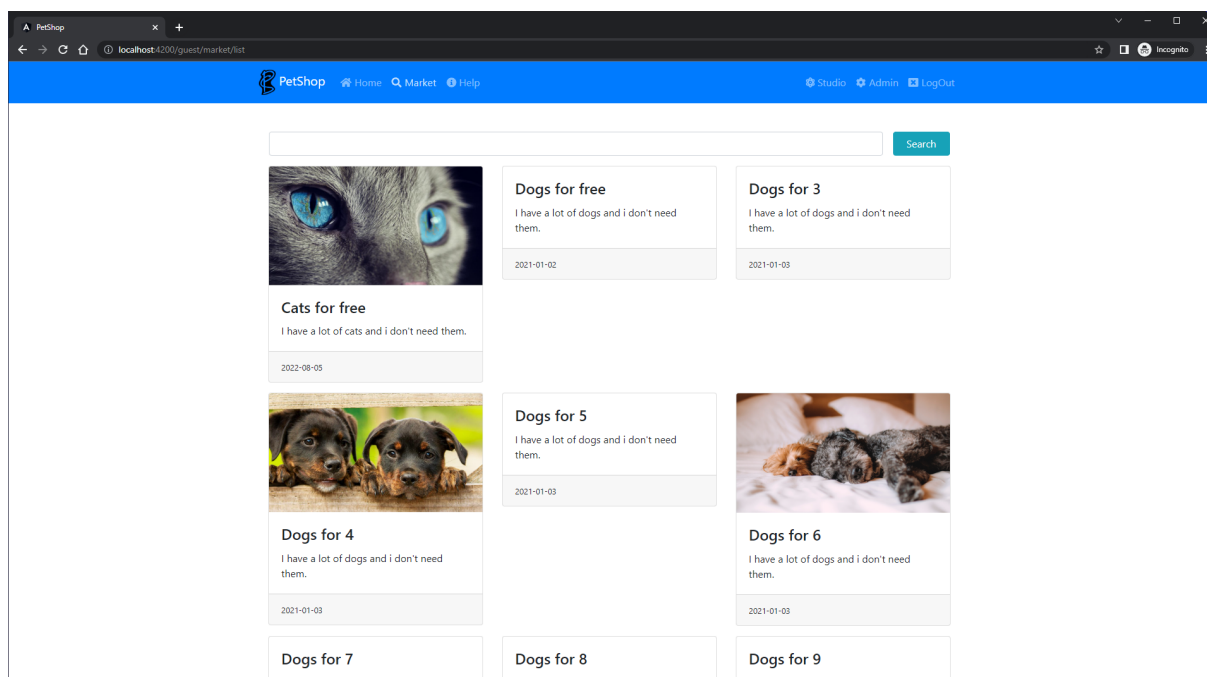 PetShop
localhost:4200/guest/market/list
Incognito
PetShop Home Market Help Studio Admin LogOut
Search
Cats for free
I have a lot of cats and i don't need them.
2022-08-05
Dogs for free
I have a lot of dogs and i don't need
them.
2021-01-02
Dogs for 3
I have a lot of dogs and i don't need
them.
2021-01-03
Dogs for 4
I have a lot of dogs and i don't need
them.
2021-01-03
Dogs for 5
I have a lot of dogs and i don't need
them.
2021-01-03
Dogs for 6
I have a lot of dogs and i don't need
them.
2021-01-03
Dogs for 7
Dogs for 8
Dogs for 9